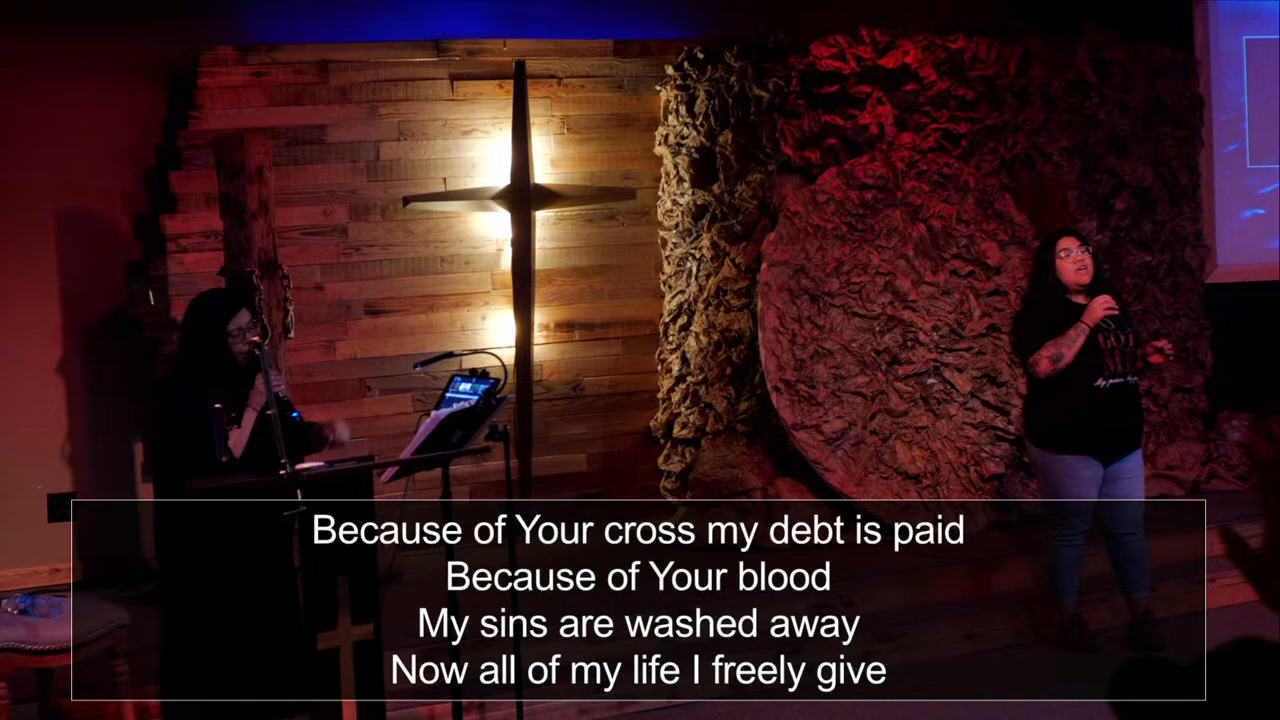 Because of Your cross my debt is paid
Because of Your blood
My sins are washed away
Now all of my life I freely give